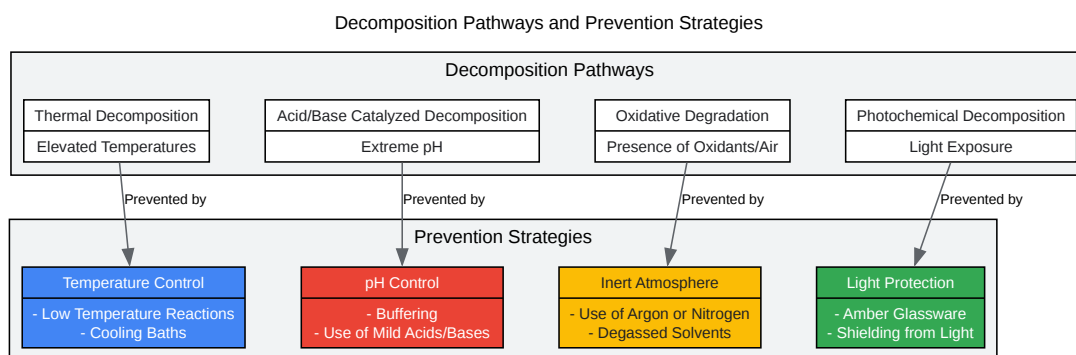 Decomposition Pathways and Prevention Strategies
Decomposition Pathways
Thermal Decomposition
Elevated Temperatures
Acid/Base Catalyzed Decomposition
Extreme pH
Oxidative Degradation
Presence of Oxidants/Air
Photochemical Decomposition
Light Exposure
Prevented by
Prevented by
Prevented by
Prevented by
Prevention Strategies
Temperature Control
- Low Temperature Reactions
- Cooling Baths
pH Control
- Buffering
- Use of Mild Acids/Bases
Inert Atmosphere
- Use of Argon or Nitrogen
- Degassed Solvents
Light Protection
- Amber Glassware
- Shielding from Light